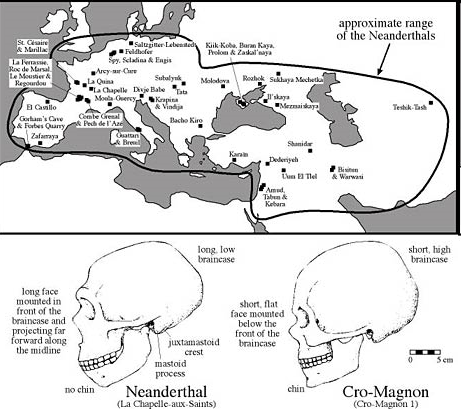 approximate range
of the Neanderthals
St. Césaire
& Marillac
Saltzgitter-Lebenstedt
Feldhofer
Spy, Scladina & Engis
Kiik-Koba, Buran Kaya,
Prolom & Zaskal'naya
La Ferrassie,
Roc de Marsal,
Le Moustier &
Regourdou
Arcy-sur-Cure
La Quina
La Chapelle
Moula-Guercy
Subalyuk
Tata
Divje Babe
Krapina
& Vindija
Molodova
Rozhok
Sukhaya Mechetka
Il'skaya
Mezmaiskaya
Teshik-Tash
El Castillo
Gorham's Cave
& Forbes Quarry
Zafarraya
Combe Grenal
& Pech de l'Azé
Guattari
& Breuil
Bacho Kiro
Karain
Shanidar
Dederiyeh
Uum El Tlel
Bisitun
& Warwasi
Amud,
Tabun &
Kebara
long, low
braincase
short, high
braincase
long face
mounted in
front of the
braincase and
projecting far
forward along
the midline
short, flat
face mounted
below the
front of the
braincase
juxtamastoid
crest
mastoid
process
no chin
chin
0 5 cm
Neanderthal
(La Chapelle-aux-Saints)
Cro-Magnon
(Cro-Magnon 1)